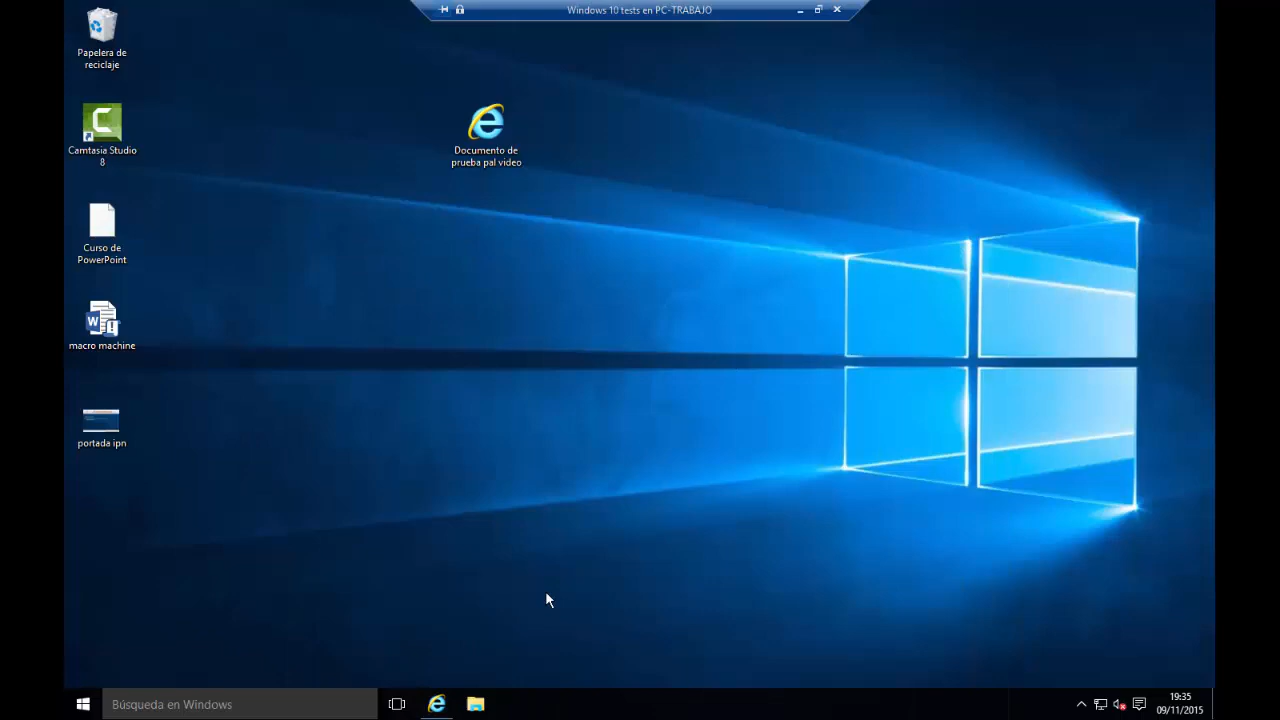 Windows 10 tests en PC-TRABAJO
Papelera de
reciclaje
Camtasia Studio
8
Documento de
prueba pal video
Curso de
PowerPoint
macro machine
portada ipn
Búsqueda en Windows
19:35
09/11/2015